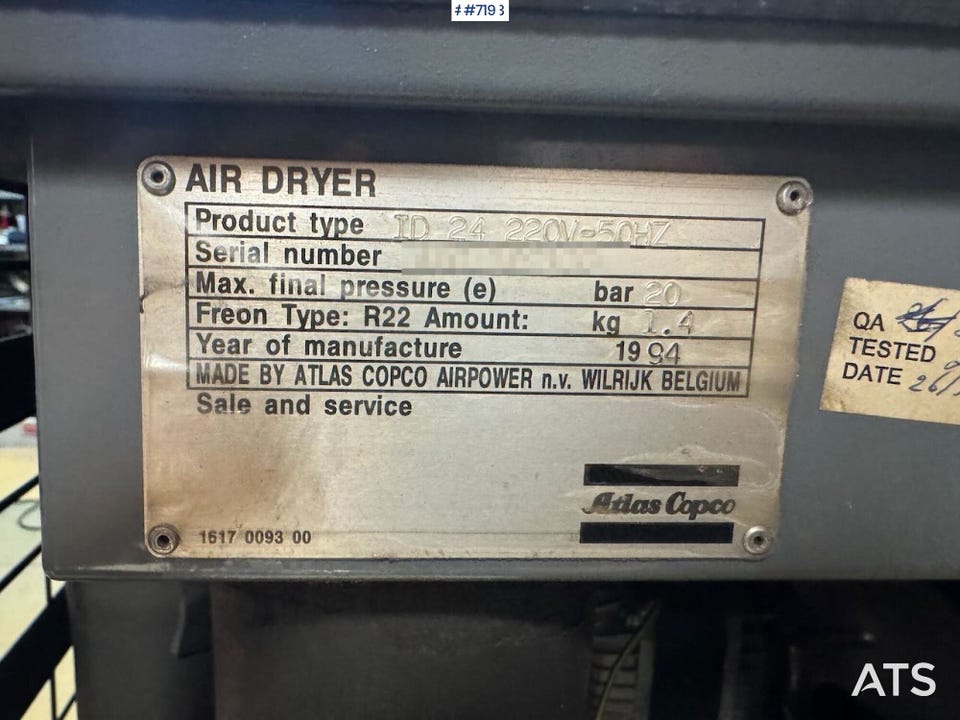 #7193
AIR DRYER
Product type ID 24 220V-50HZ
Serial number
Max. final pressure (e) bar 20
Freon Type: R22 Amount: kg 1.4
Year of manufacture 1994
MADE BY ATLAS COPCO AIRPOWER n.v. WILRIJK BELGIUM
Sale and service
Atlas Copco
1617 0093 00
QA
TESTED
DATE 26/
ATS